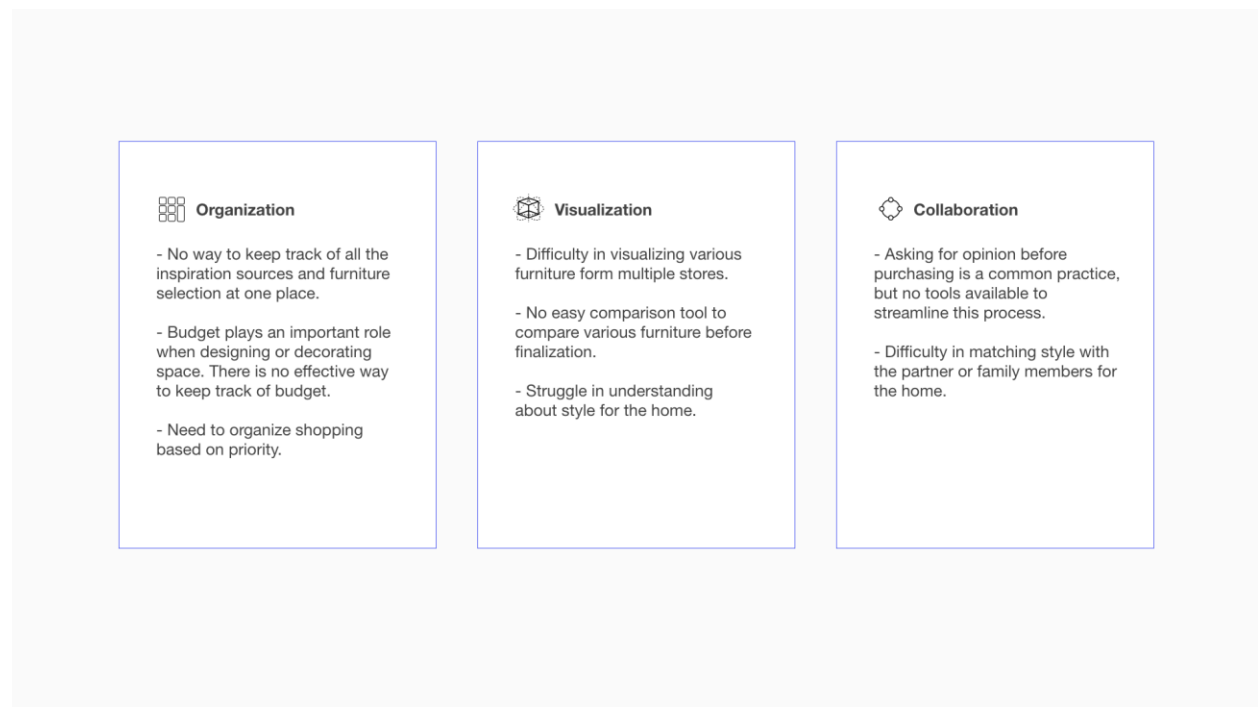 Organization
- No way to keep track of all the
inspiration sources and furniture
selection at one place.
- Budget plays an important role
when designing or decorating
space. There is no effective way
to keep track of budget.
- Need to organize shopping
based on priority.
Visualization
- Difficulty in visualizing various
furniture form multiple stores.
- No easy comparison tool to
compare various furniture before
finalization.
- Struggle in understanding
about style for the home.
Collaboration
- Asking for opinion before
purchasing is a common practice,
but no tools available to
streamline this process.
- Difficulty in matching style with
the partner or family members for
the home.